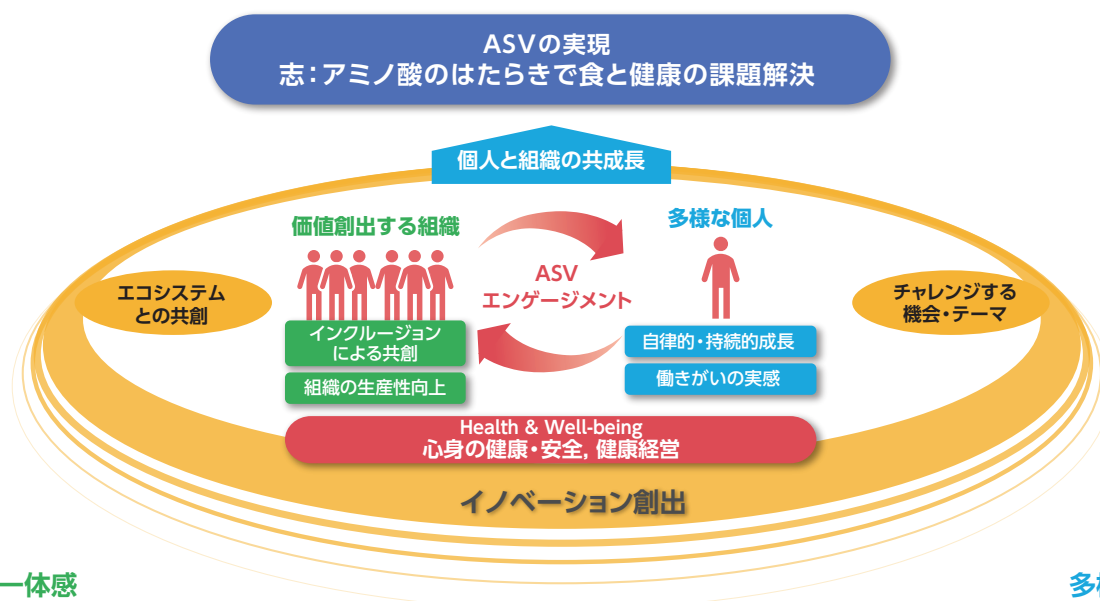 ASVの実現
志：アミノ酸のはたらきで食と健康の課題解決
個人と組織の共成長
価値創出する組織
多様な個人
ASV
エンゲージメント
エコシステム
との共創
チャレンジする
機会・テーマ
インクルージョン
による共創
組織の生産性向上
自律的・持続的成長
働きがいの実感
Health & Well-being
心身の健康・安全, 健康経営
イノベーション創出
一体感
多